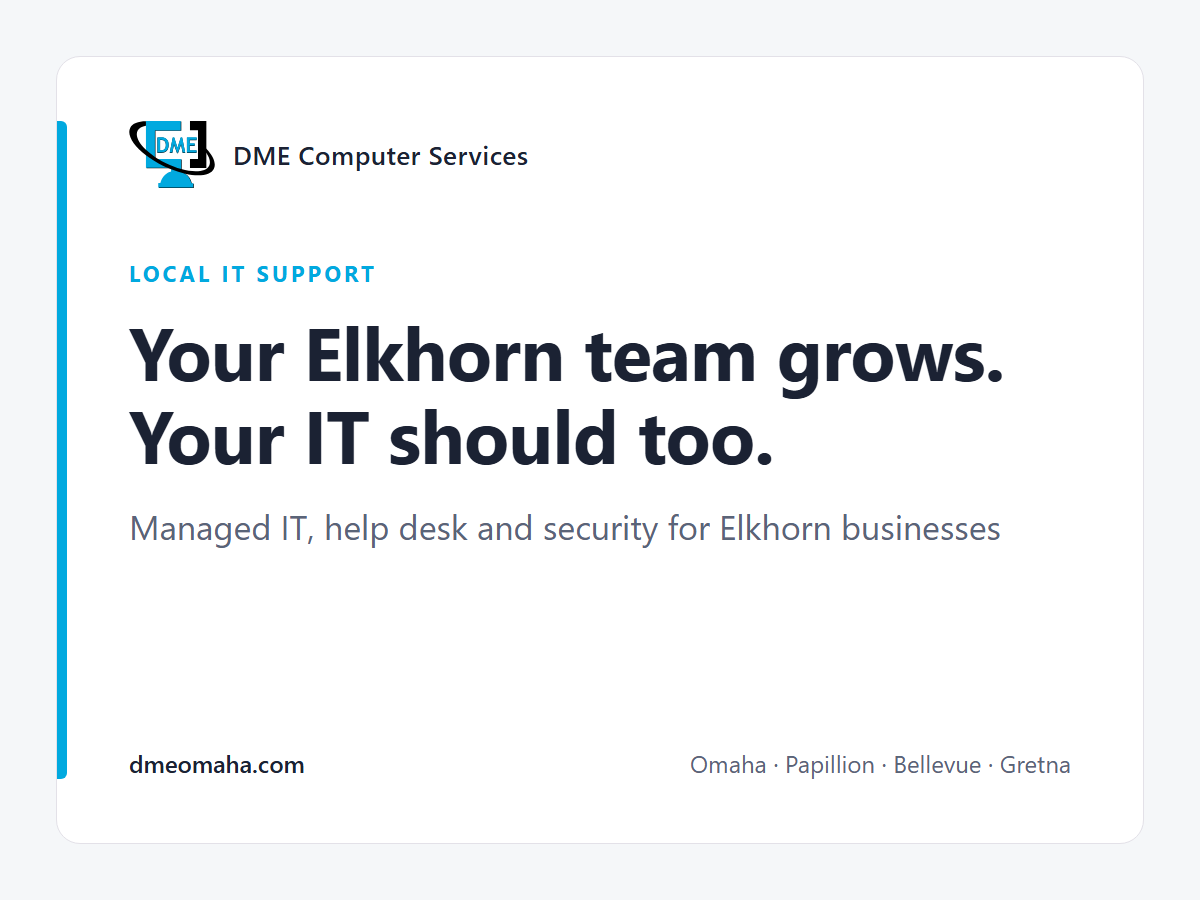 DME
DME Computer Services
LOCAL IT SUPPORT
Your Elkhorn team grows.
Your IT should too.
Managed IT, help desk and security for Elkhorn businesses
dmeomaha.com
Omaha · Papillion · Bellevue · Gretna